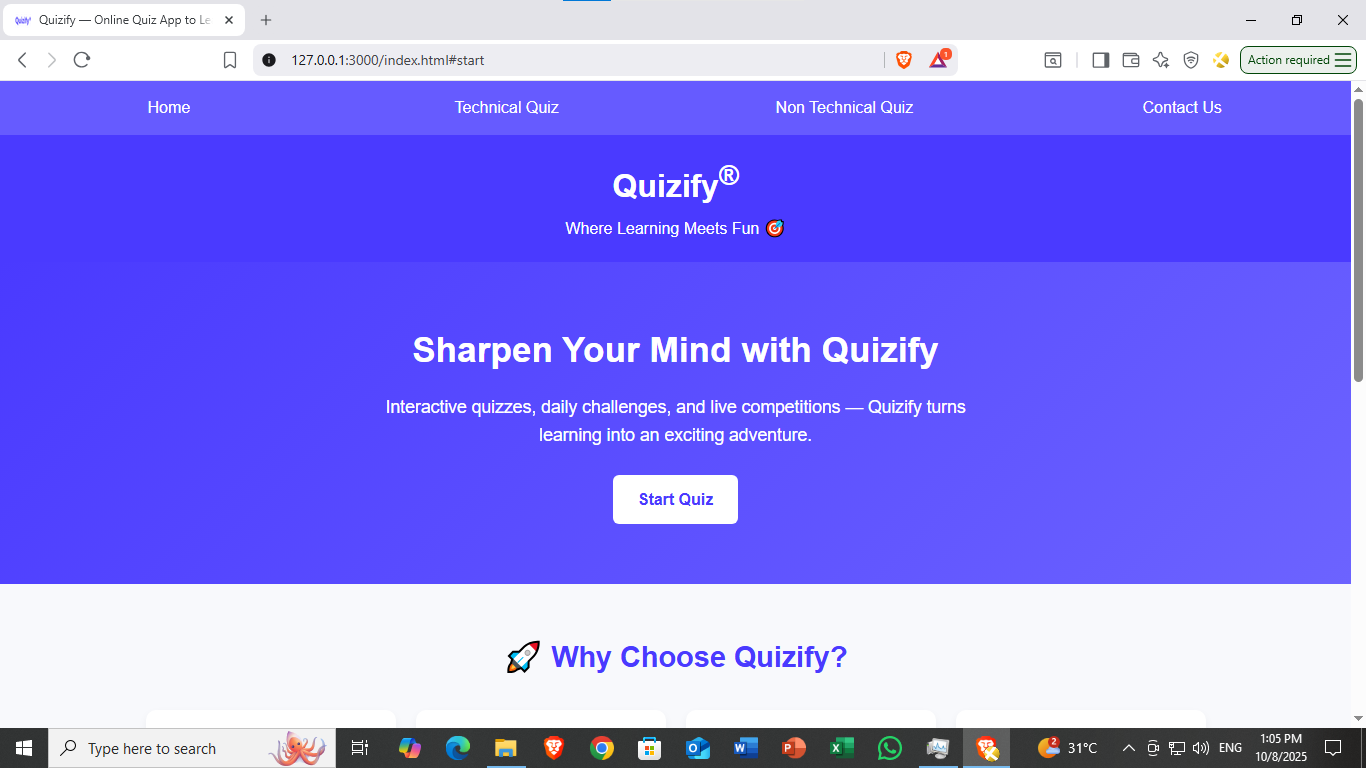 Quizify®
Quizify — Online Quiz App to Le
127.0.0.1:3000/index.html#start
1
Action required
Home
Technical Quiz
Non Technical Quiz
Contact Us
Quizify®
Where Learning Meets Fun 🎯
Sharpen Your Mind with Quizify
Interactive quizzes, daily challenges, and live competitions — Quizify turns
learning into an exciting adventure.
Start Quiz
🚀 Why Choose Quizify?
Type here to search
2
31°C
ENG
1:05 PM
10/8/2025